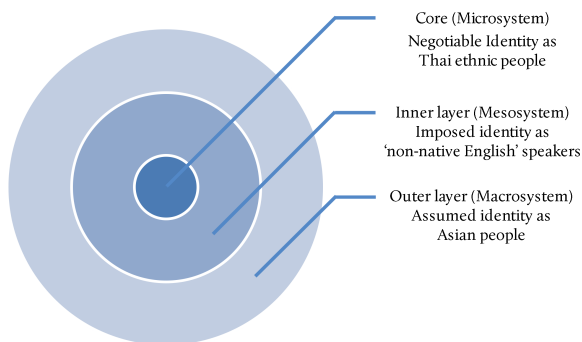 Core (Microsystem)
Negotiable Identity as
Thai ethnic people
Inner layer (Mesosystem)
Imposed identity as
‘non-native English’ speakers
Outer layer (Macrosystem)
Assumed identity as
Asian people